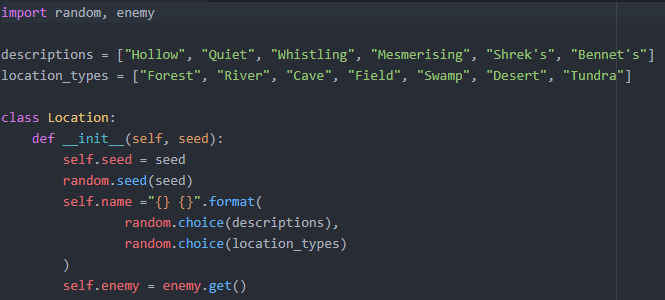 import random, enemy

descriptions = ["Hollow", "Quiet", "Whistling", "Mesmerising", "Shrek's", "Bennet's"]
location_types = ["Forest", "River", "Cave", "Field", "Swamp", "Desert", "Tundra"]

class Location:
    def __init__(self, seed):
        self.seed = seed
        random.seed(seed)
        self.name ="{} {}".format(
                random.choice(descriptions),
                random.choice(location_types)
        )
        self.enemy = enemy.get()